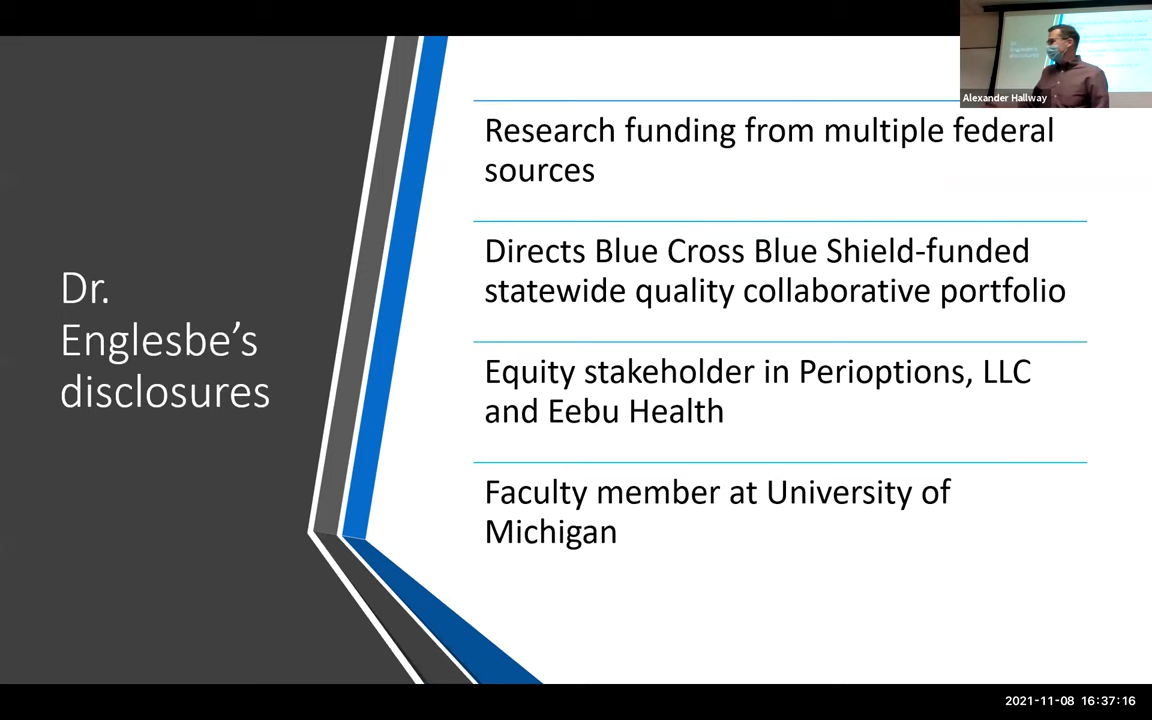 Alexander Hallway
Dr.
Englesbe’s
disclosures
Research funding from multiple federal
sources
Directs Blue Cross Blue Shield-funded
statewide quality collaborative portfolio
Equity stakeholder in Perioptions, LLC
and Eebu Health
Faculty member at University of
Michigan
2021-11-08 16:37:16